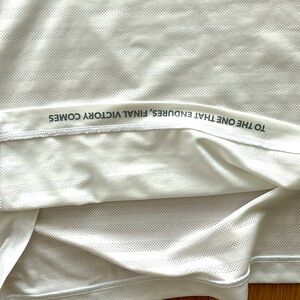 TO THE ONE THAT ENDURES, FINAL VICTORY COMES